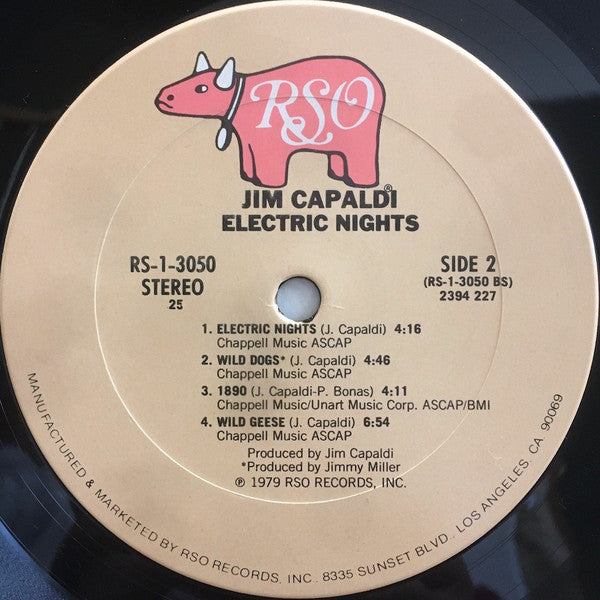 RSO
®
JIM CAPALDI
ELECTRIC NIGHTS
RS-1-3050
STEREO
25
SIDE 2
(RS-1-3050 BS)
2394 227
1. ELECTRIC NIGHTS (J. Capaldi) 4:16
Chappell Music ASCAP
2. WILD DOGS* (J. Capaldi) 4:46
Chappell Music ASCAP
3. 1890 (J. Capaldi-P. Bonas) 4:11
Chappell Music/Unart Music Corp. ASCAP/BMI
4. WILD GEESE (J. Capaldi) 6:54
Chappell Music ASCAP
Produced by Jim Capaldi
*Produced by Jimmy Miller
℗ 1979 RSO RECORDS, INC.
MANUFACTURED & MARKETED BY RSO RECORDS, INC. 8335 SUNSET BLVD., LOS ANGELES, CA 90069